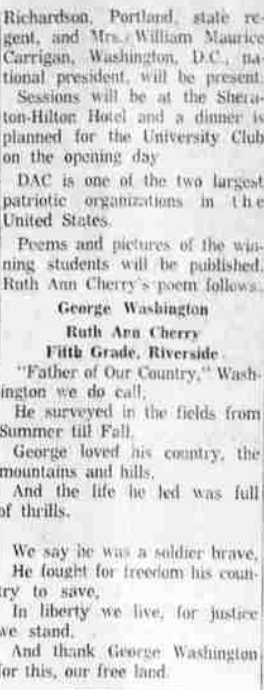 Richardson, Portland, state re-
gent, and Mrs. William Maurice
Carrigan, Washington, D.C., na-
tional president, will be present.
Sessions will be at the Shera-
ton-Hilton Hotel and a dinner is
planned for the University Club
on the opening day
DAC is one of the two largest
patriotic organizations in the
United States.
Poems and pictures of the win-
ning students will be published.
Ruth Ann Cherry's poem follows.
George Washington
Ruth Ann Cherry
Fifth Grade, Riverside
"Father of Our Country," Wash-
ington we do call,
He surveyed in the fields from
Summer till Fall.
George loved his country, the
mountains and hills,
And the life he led was full
of thrills.
We say he was a soldier brave,
He fought for freedom his coun-
try to save,
In liberty we live, for justice
we stand,
And thank George Washington
for this, our free land.